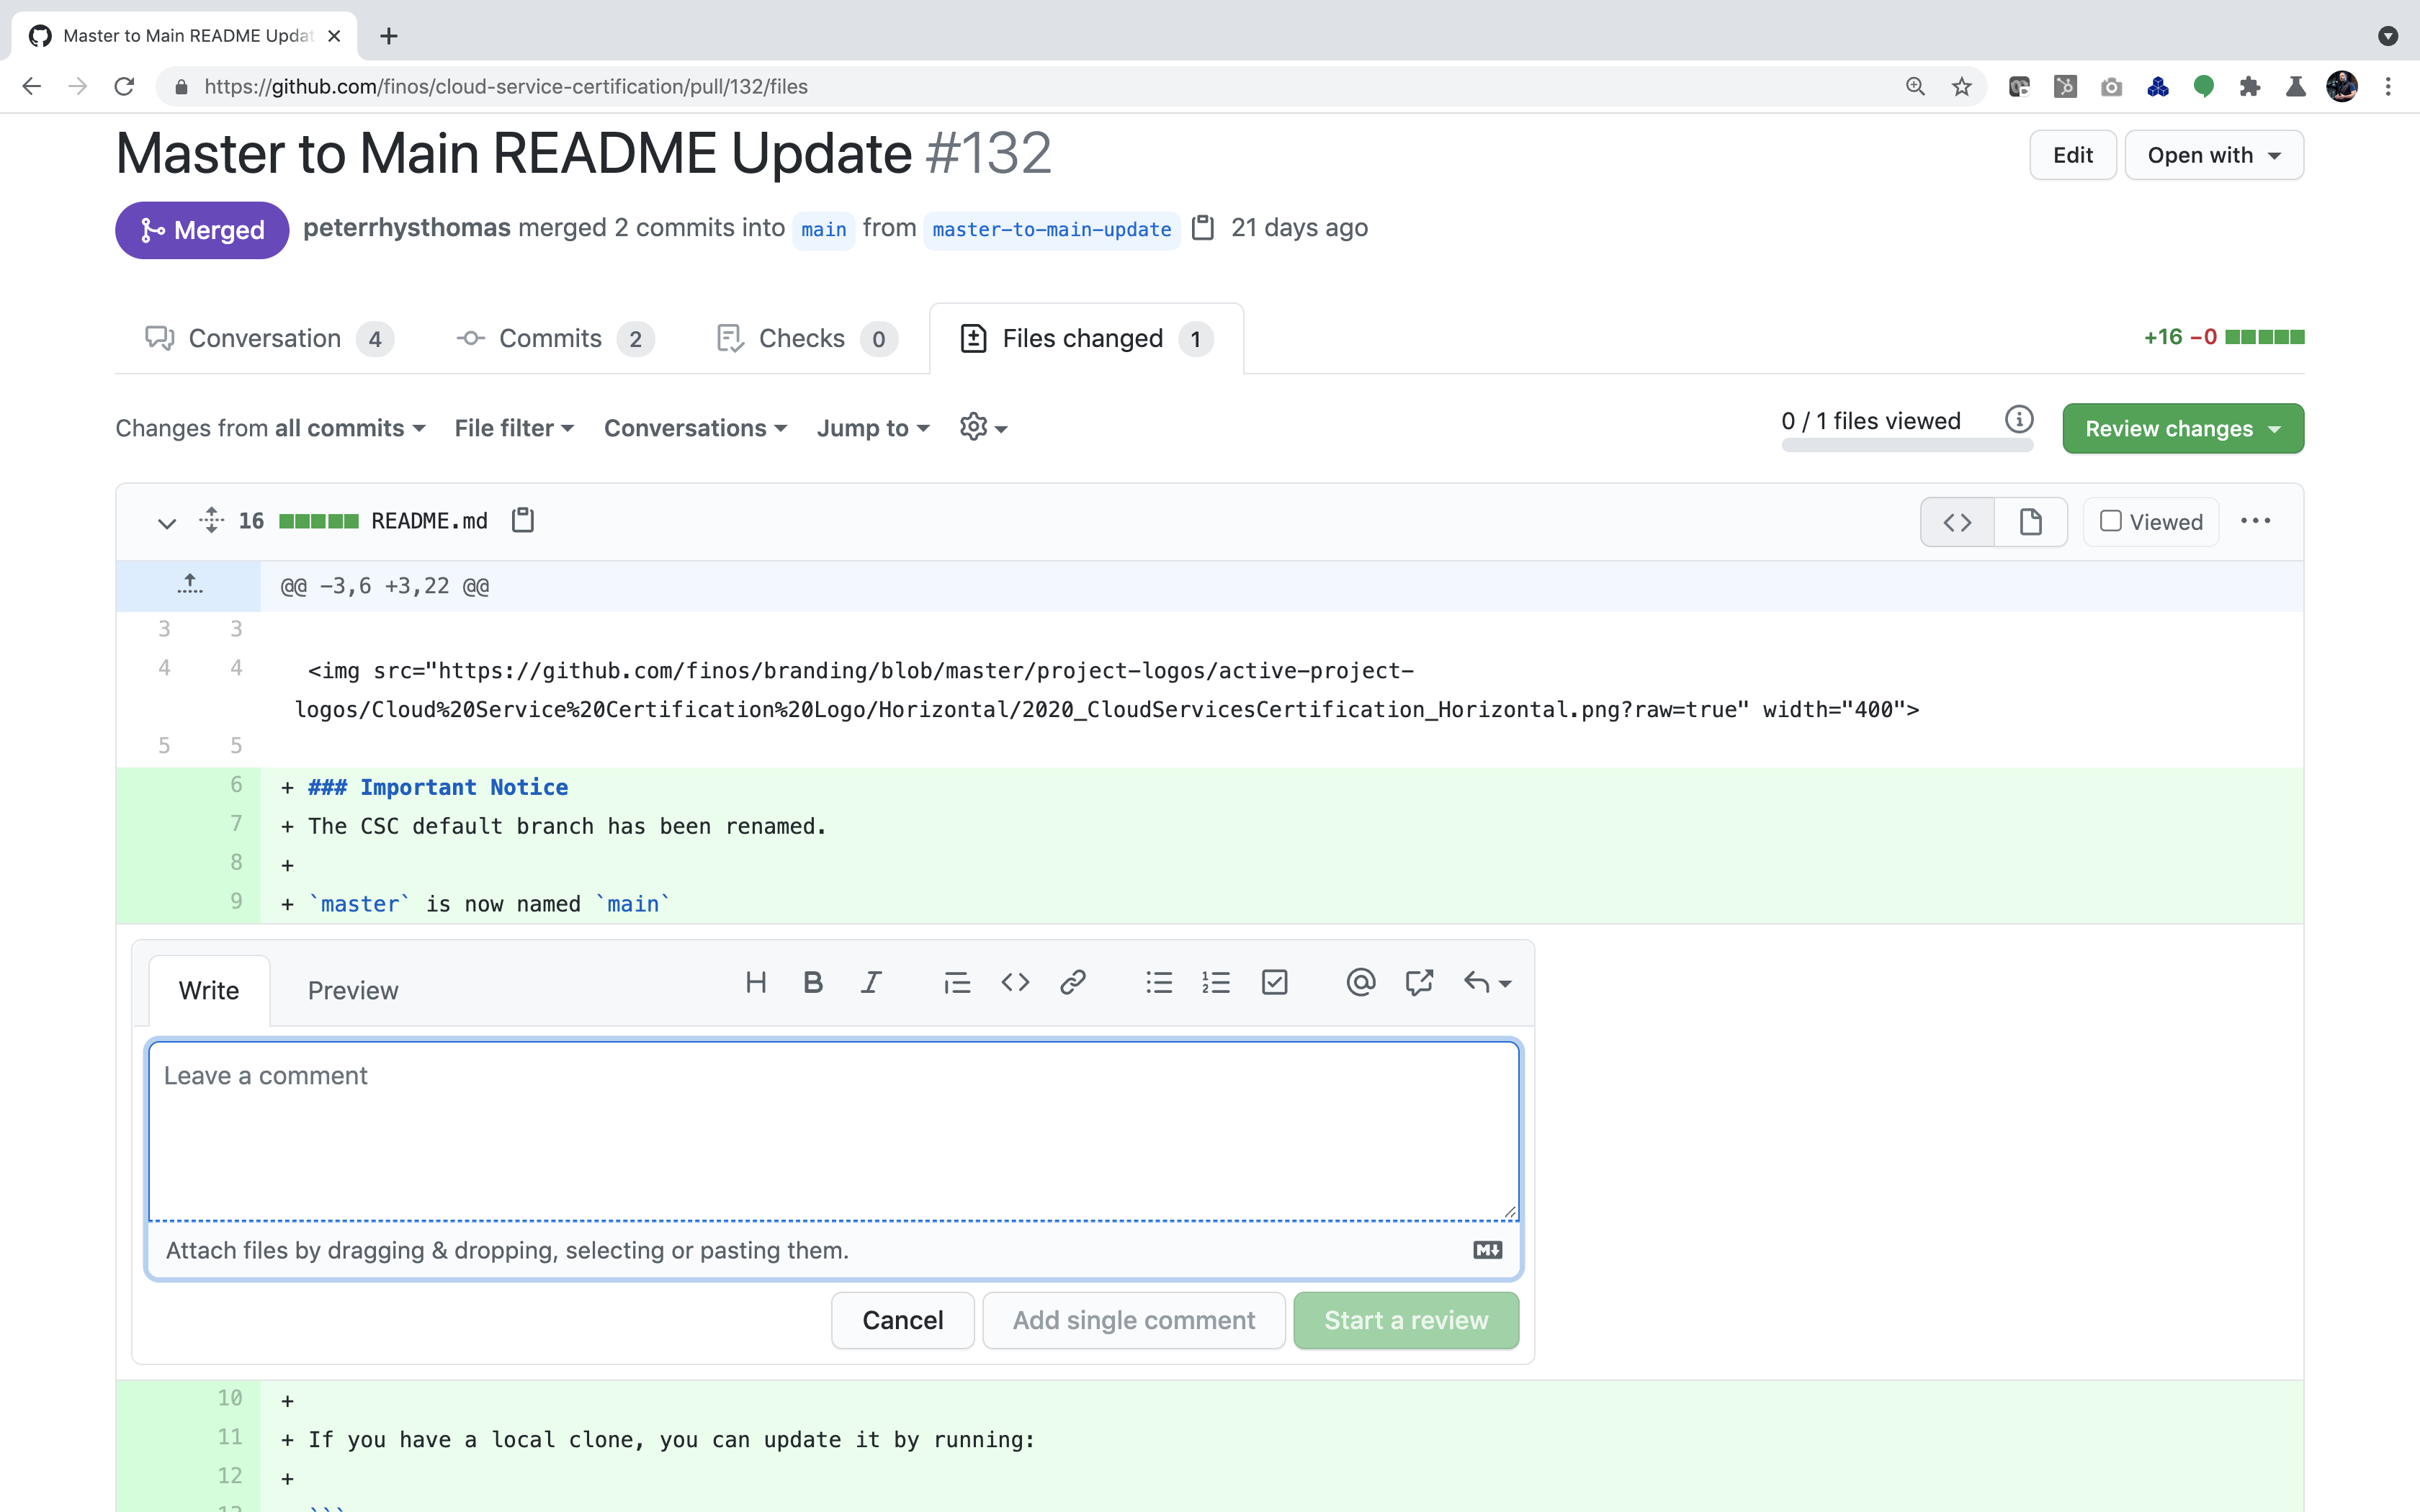 Master to Main README Updat
https://github.com/finos/cloud-service-certification/pull/132/files
Master to Main README Update #132
Edit
Open with
Merged
peterrhysthomas merged 2 commits into main from master-to-main-update 21 days ago
Conversation 4
Commits 2
Checks 0
Files changed 1
+16 −0
Changes from all commits
File filter
Conversations
Jump to
0 / 1 files viewed
Review changes
16 README.md
Viewed
@@ -3,6 +3,22 @@
3 3
4 4 <img src="https://github.com/finos/branding/blob/master/project-logos/active-project-
logos/Cloud%20Service%20Certification%20Logo/Horizontal/2020_CloudServicesCertification_Horizontal.png?raw=true" width="400">
5 5
6 + ### Important Notice
7 + The CSC default branch has been renamed.
8 +
9 + `master` is now named `main`
Write
Preview
H B I
Leave a comment
Attach files by dragging & dropping, selecting or pasting them.
M
Cancel
Add single comment
Start a review
10 +
11 + If you have a local clone, you can update it by running:
12 +
13 ```